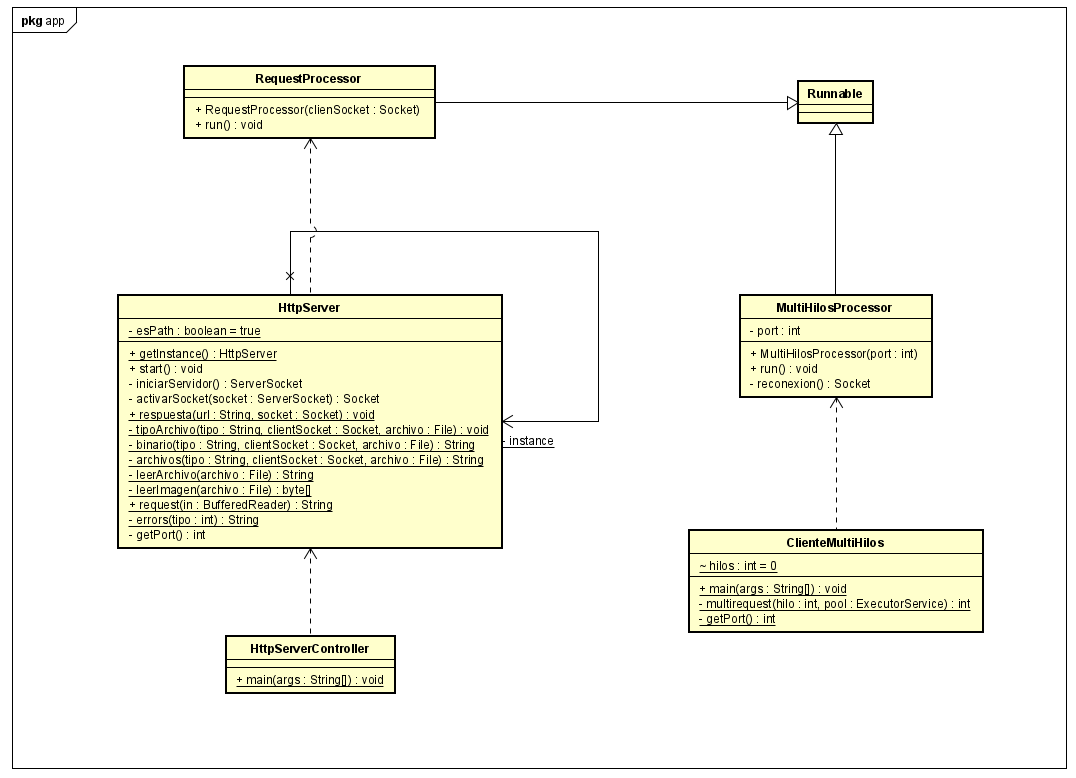 pkg app
RequestProcessor
+ RequestProcessor(clienSocket : Socket)
+ run() : void
Runnable
HttpServer
- esPath : boolean = true
+ getInstance() : HttpServer
+ start() : void
- iniciarServidor() : ServerSocket
- activarSocket(socket : ServerSocket) : Socket
+ respuesta(url : String, socket : Socket) : void
- tipoArchivo(tipo : String, clientSocket : Socket, archivo : File) : void
- binario(tipo : String, clientSocket : Socket, archivo : File) : String
- archivos(tipo : String, clientSocket : Socket, archivo : File) : String
- leerArchivo(archivo : File) : String
- leerImagen(archivo : File) : byte[]
+ request(in : BufferedReader) : String
- errors(tipo : int) : String
- getPort() : int
- instance
MultiHilosProcessor
- port : int
+ MultiHilosProcessor(port : int)
+ run() : void
- reconexion() : Socket
ClienteMultiHilos
~ hilos : int = 0
+ main(args : String[]) : void
- multirequest(hilo : int, pool : ExecutorService) : int
- getPort() : int
HttpServerController
+ main(args : String[]) : void